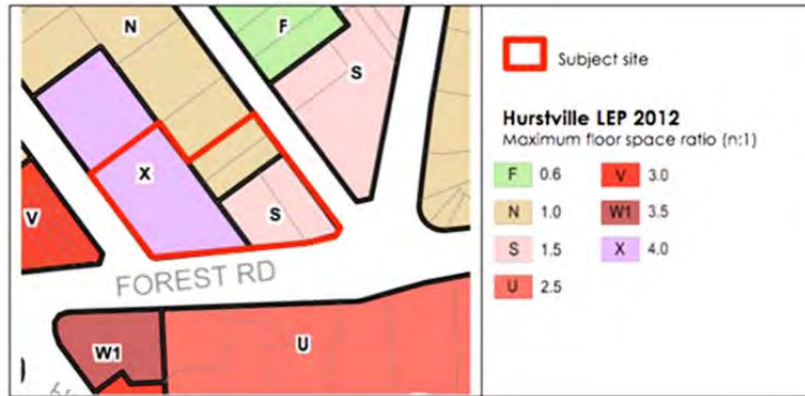 N
F
S
X
S
V
FOREST RD
W1
U
Subject site
Hurstville LEP 2012
Maximum floor space ratio (n:1)
F 0.6 V 3.0
N 1.0 W1 3.5
S 1.5 X 4.0
U 2.5